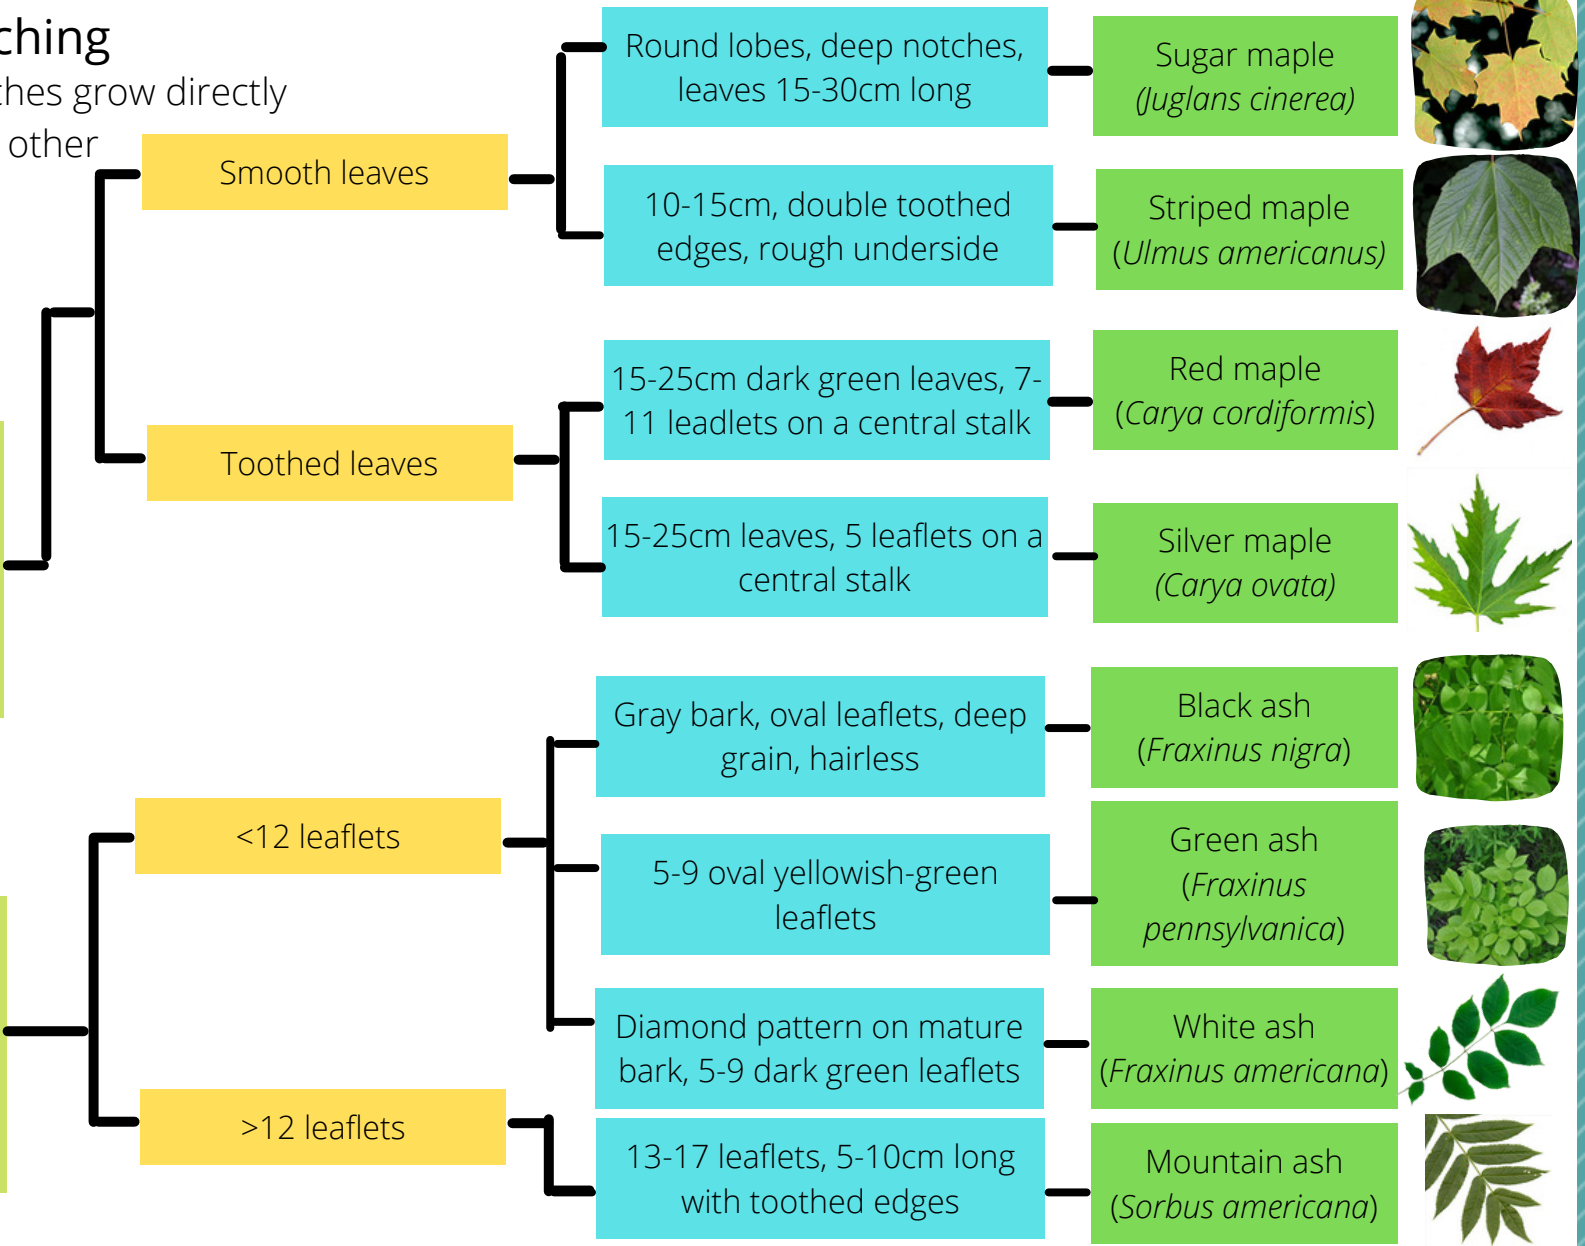 ching
ches grow directly
other
Smooth leaves
Round lobes, deep notches,
leaves 15-30cm long
Sugar maple
(Juglans cinerea)
10-15cm, double toothed
edges, rough underside
Striped maple
(Ulmus americanus)
Toothed leaves
15-25cm dark green leaves, 7-
11 leadlets on a central stalk
Red maple
(Carya cordiformis)
15-25cm leaves, 5 leaflets on a
central stalk
Silver maple
(Carya ovata)
<12 leaflets
Gray bark, oval leaflets, deep
grain, hairless
Black ash
(Fraxinus nigra)
5-9 oval yellowish-green
leaflets
Green ash
(Fraxinus
pennsylvanica)
Diamond pattern on mature
bark, 5-9 dark green leaflets
White ash
(Fraxinus americana)
>12 leaflets
13-17 leaflets, 5-10cm long
with toothed edges
Mountain ash
(Sorbus americana)